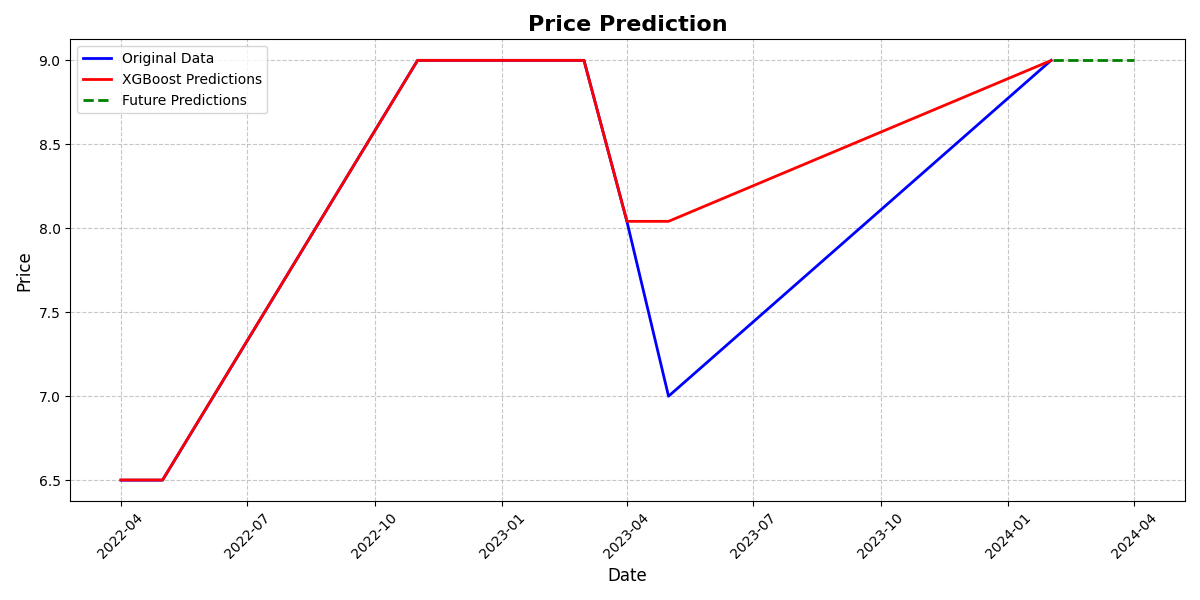 Price Prediction
Original Data
XGBoost Predictions
Future Predictions
Price
9.0
8.5
8.0
7.5
7.0
6.5
2022-04
2022-07
2022-10
2023-01
2023-04
2023-07
2023-10
2024-01
2024-04
Date